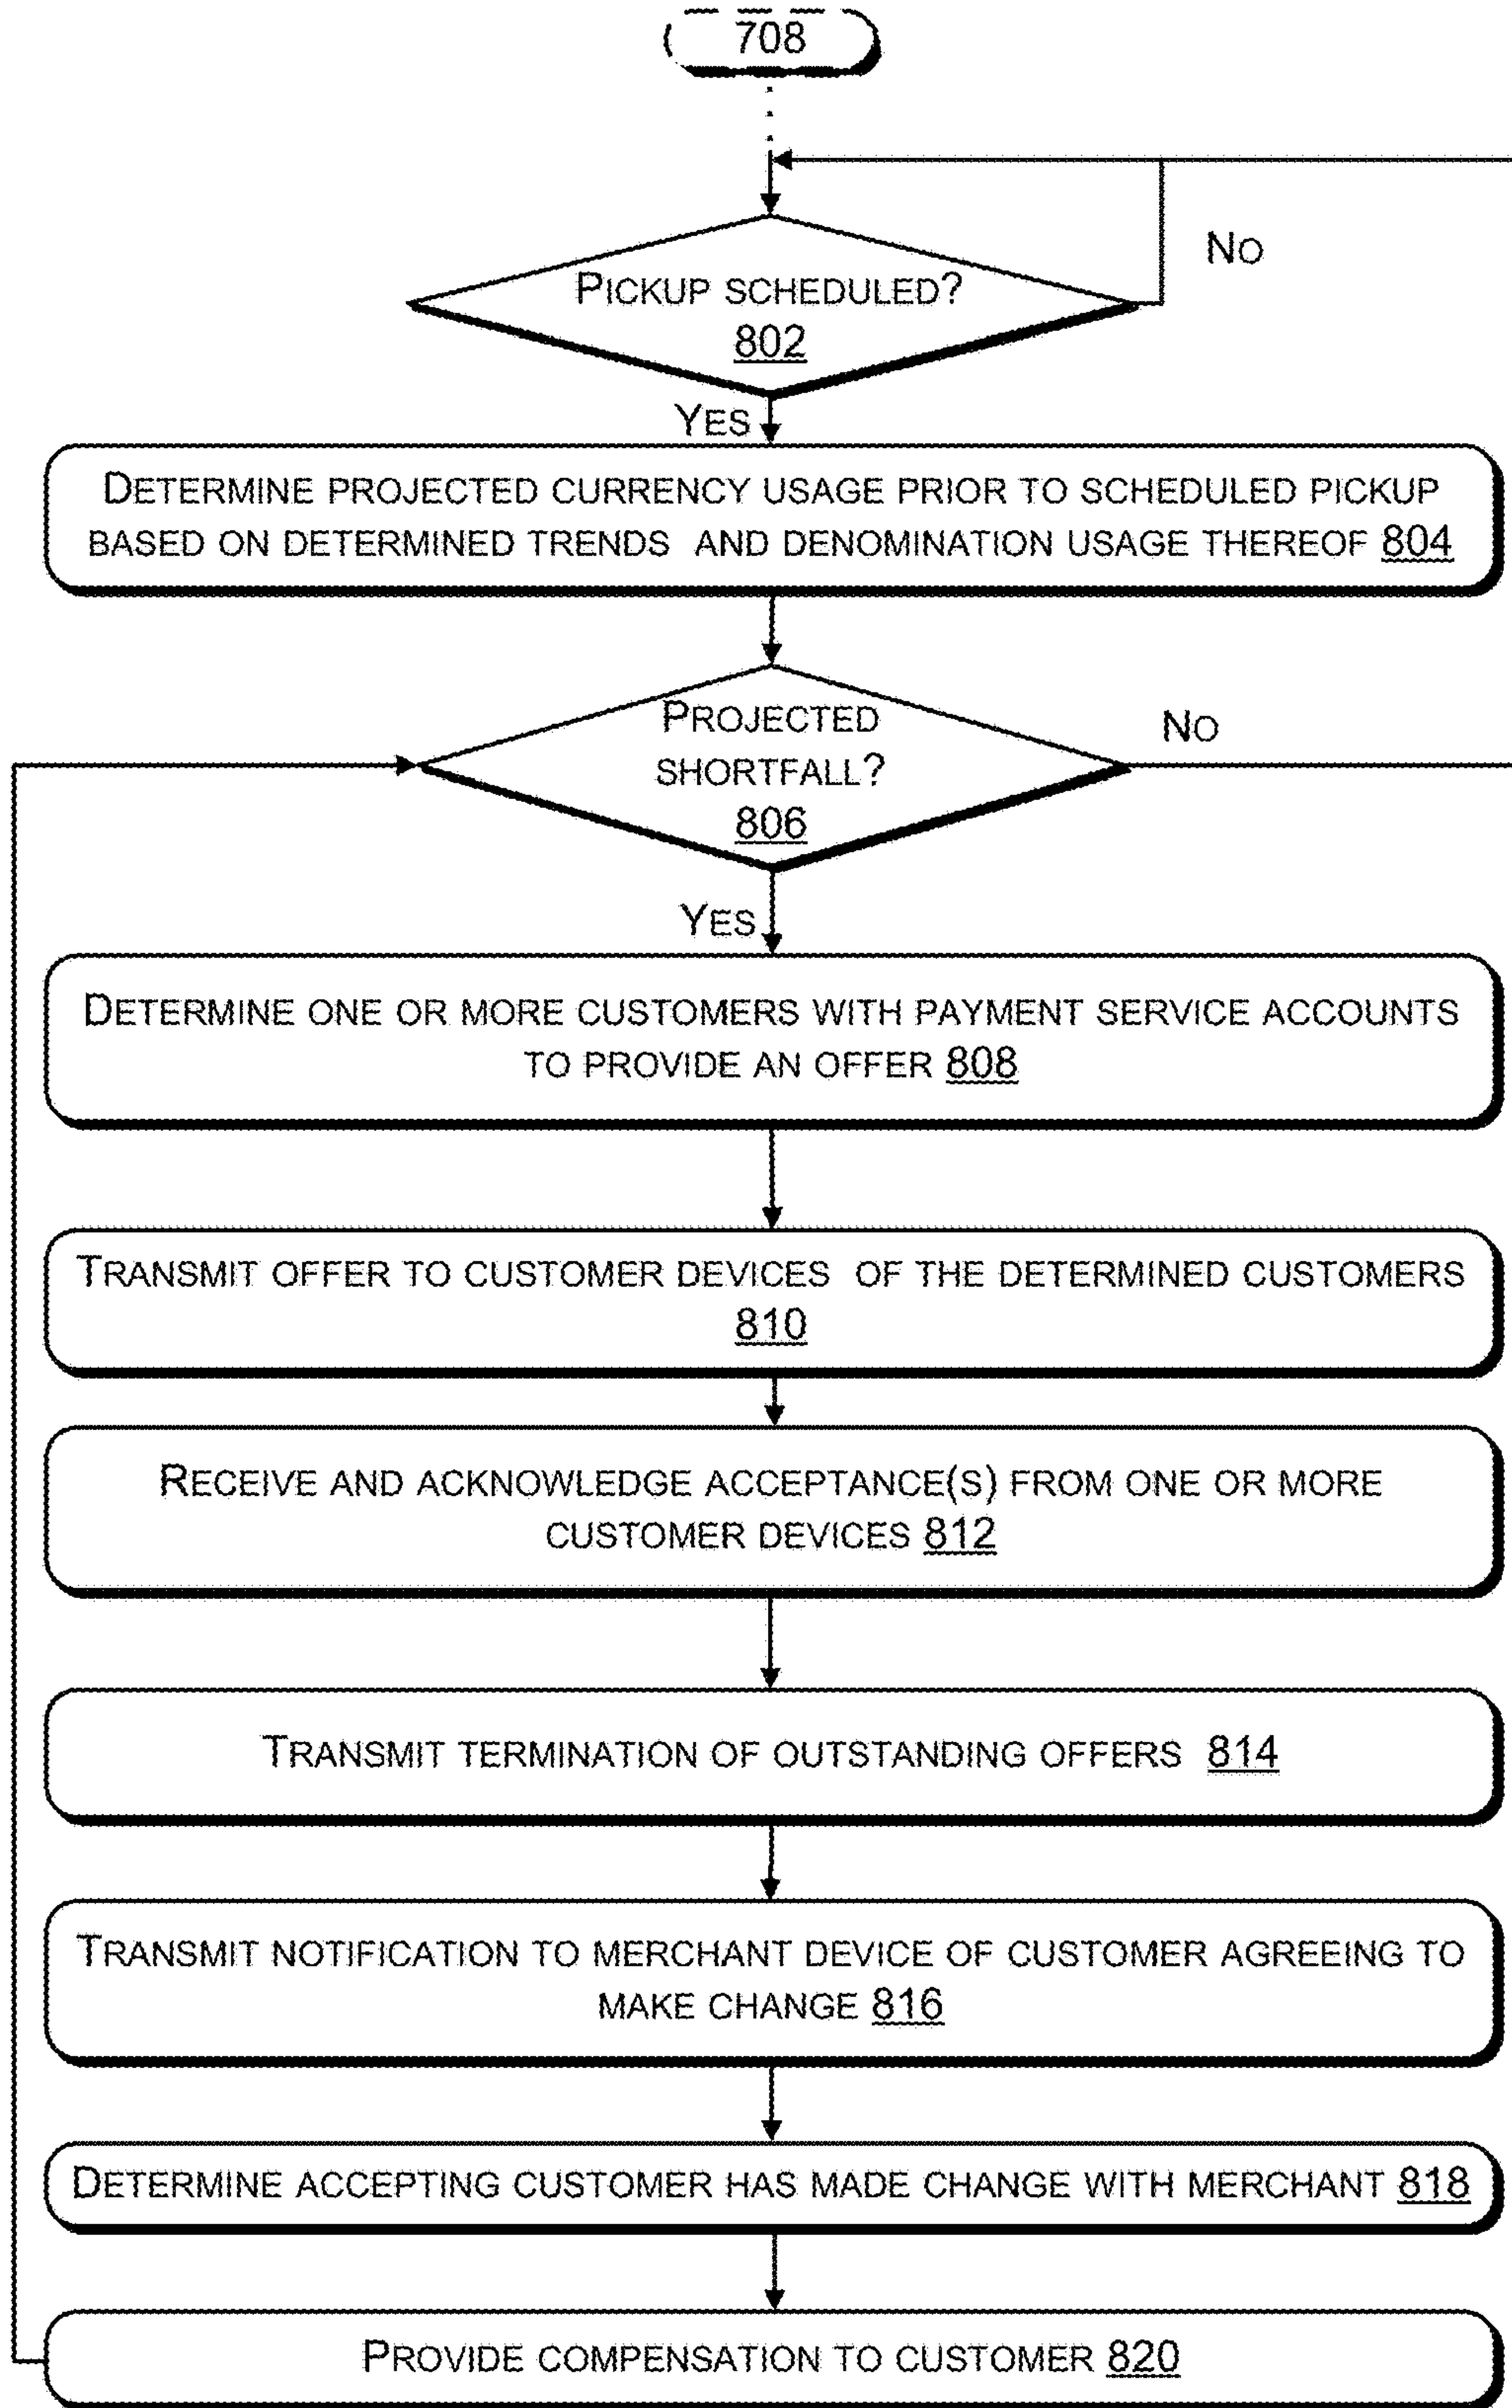 708
PICKUP SCHEDULED?
802
NO
YES
DETERMINE PROJECTED CURRENCY USAGE PRIOR TO SCHEDULED PICKUP
BASED ON DETERMINED TRENDS AND DENOMINATION USAGE THEREOF 804
PROJECTED
SHORTFALL?
806
NO
YES
DETERMINE ONE OR MORE CUSTOMERS WITH PAYMENT SERVICE ACCOUNTS
TO PROVIDE AN OFFER 808
TRANSMIT OFFER TO CUSTOMER DEVICES OF THE DETERMINED CUSTOMERS
810
RECEIVE AND ACKNOWLEDGE ACCEPTANCE(S) FROM ONE OR MORE
CUSTOMER DEVICES 812
TRANSMIT TERMINATION OF OUTSTANDING OFFERS 814
TRANSMIT NOTIFICATION TO MERCHANT DEVICE OF CUSTOMER AGREEING TO
MAKE CHANGE 816
DETERMINE ACCEPTING CUSTOMER HAS MADE CHANGE WITH MERCHANT 818
PROVIDE COMPENSATION TO CUSTOMER 820